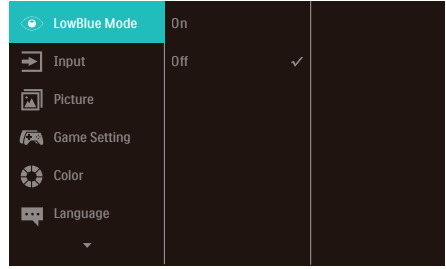 LowBlue Mode
On
Input
Off
Picture
Game Setting
Color
Language